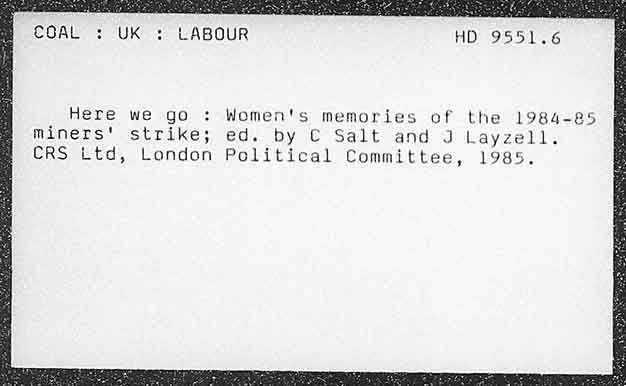 COAL : UK : LABOUR HD 9551.6
Here we go : Women's memories of the 1984-85
miners' strike; ed. by C Salt and J Layzell.
CRS Ltd, London Political Committee, 1985.